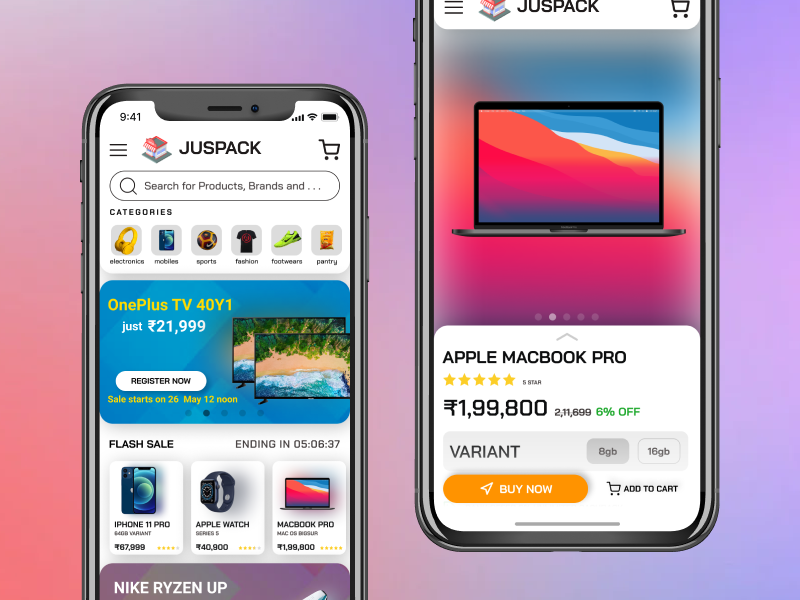 9:41
JUSPACK
Search for Products, Brands and . . .
CATEGORIES
electronics mobiles sports fashion footwears pantry
OnePlus TV 40Y1
just ₹21,999
REGISTER NOW
Sale starts on 26 May 12 noon
FLASH SALE ENDING IN 05:06:37
IPHONE 11 PRO
64GB VARIANT
₹67,999
APPLE WATCH
SERIES 5
₹40,900
MACBOOK PRO
MAC OS BIGSUR
₹1,99,800
NIKE RYZEN UP
JUSPACK
APPLE MACBOOK PRO
5 STAR
₹1,99,800 2,11,699 6% OFF
VARIANT 8gb 16gb
BUY NOW ADD TO CART